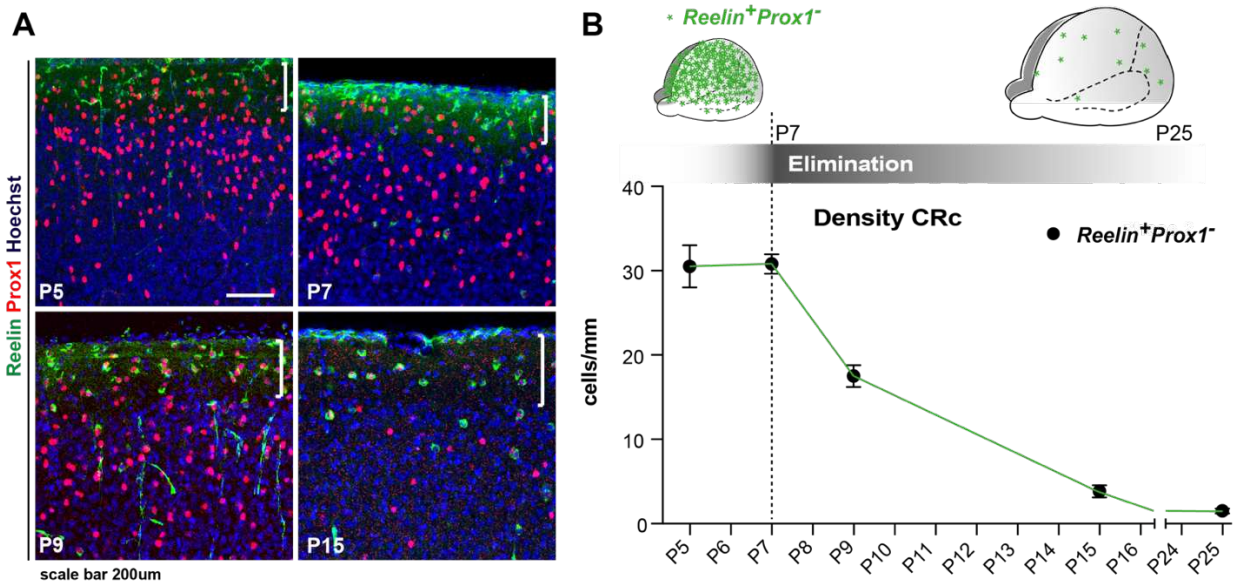 A
Reelin Prox1 Hoechst
P5
P7
P9
P15
scale bar 200um
B
* Reelin⁺Prox1⁻
P7
P25
Elimination
Density CRc
Reelin⁺Prox1⁻
cells/mm
40
30
20
10
0
P5 P6 P7 P8 P9 P10 P11 P12 P13 P14 P15 P16 P24 P25